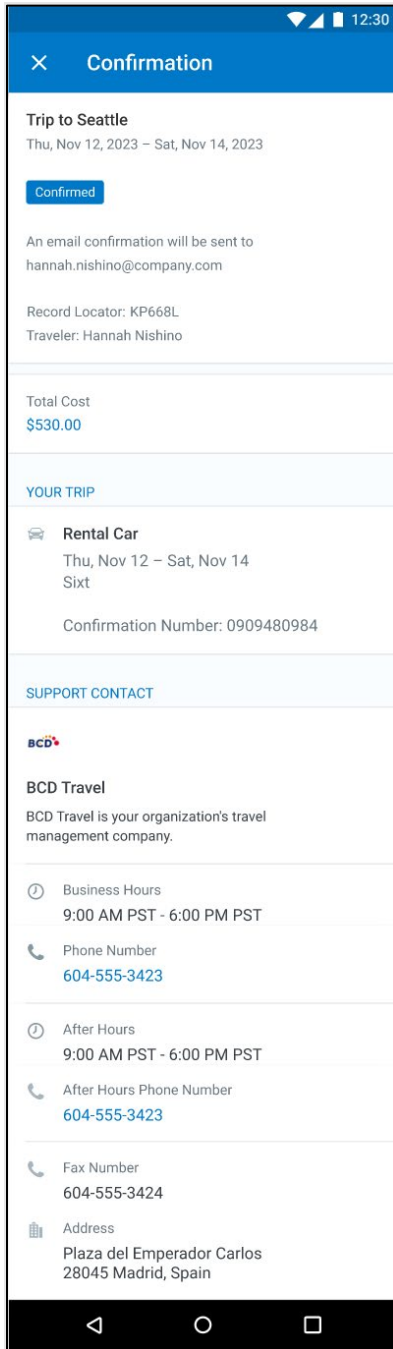 12:30
Confirmation
Trip to Seattle
Thu, Nov 12, 2023 – Sat, Nov 14, 2023
Confirmed
An email confirmation will be sent to
hannah.nishino@company.com
Record Locator: KP668L
Traveler: Hannah Nishino
Total Cost
$530.00
YOUR TRIP
Rental Car
Thu, Nov 12 – Sat, Nov 14
Sixt
Confirmation Number: 0909480984
SUPPORT CONTACT
BCD
BCD Travel
BCD Travel is your organization's travel
management company.
Business Hours
9:00 AM PST - 6:00 PM PST
Phone Number
604-555-3423
After Hours
9:00 AM PST - 6:00 PM PST
After Hours Phone Number
604-555-3423
Fax Number
604-555-3424
Address
Plaza del Emperador Carlos
28045 Madrid, Spain